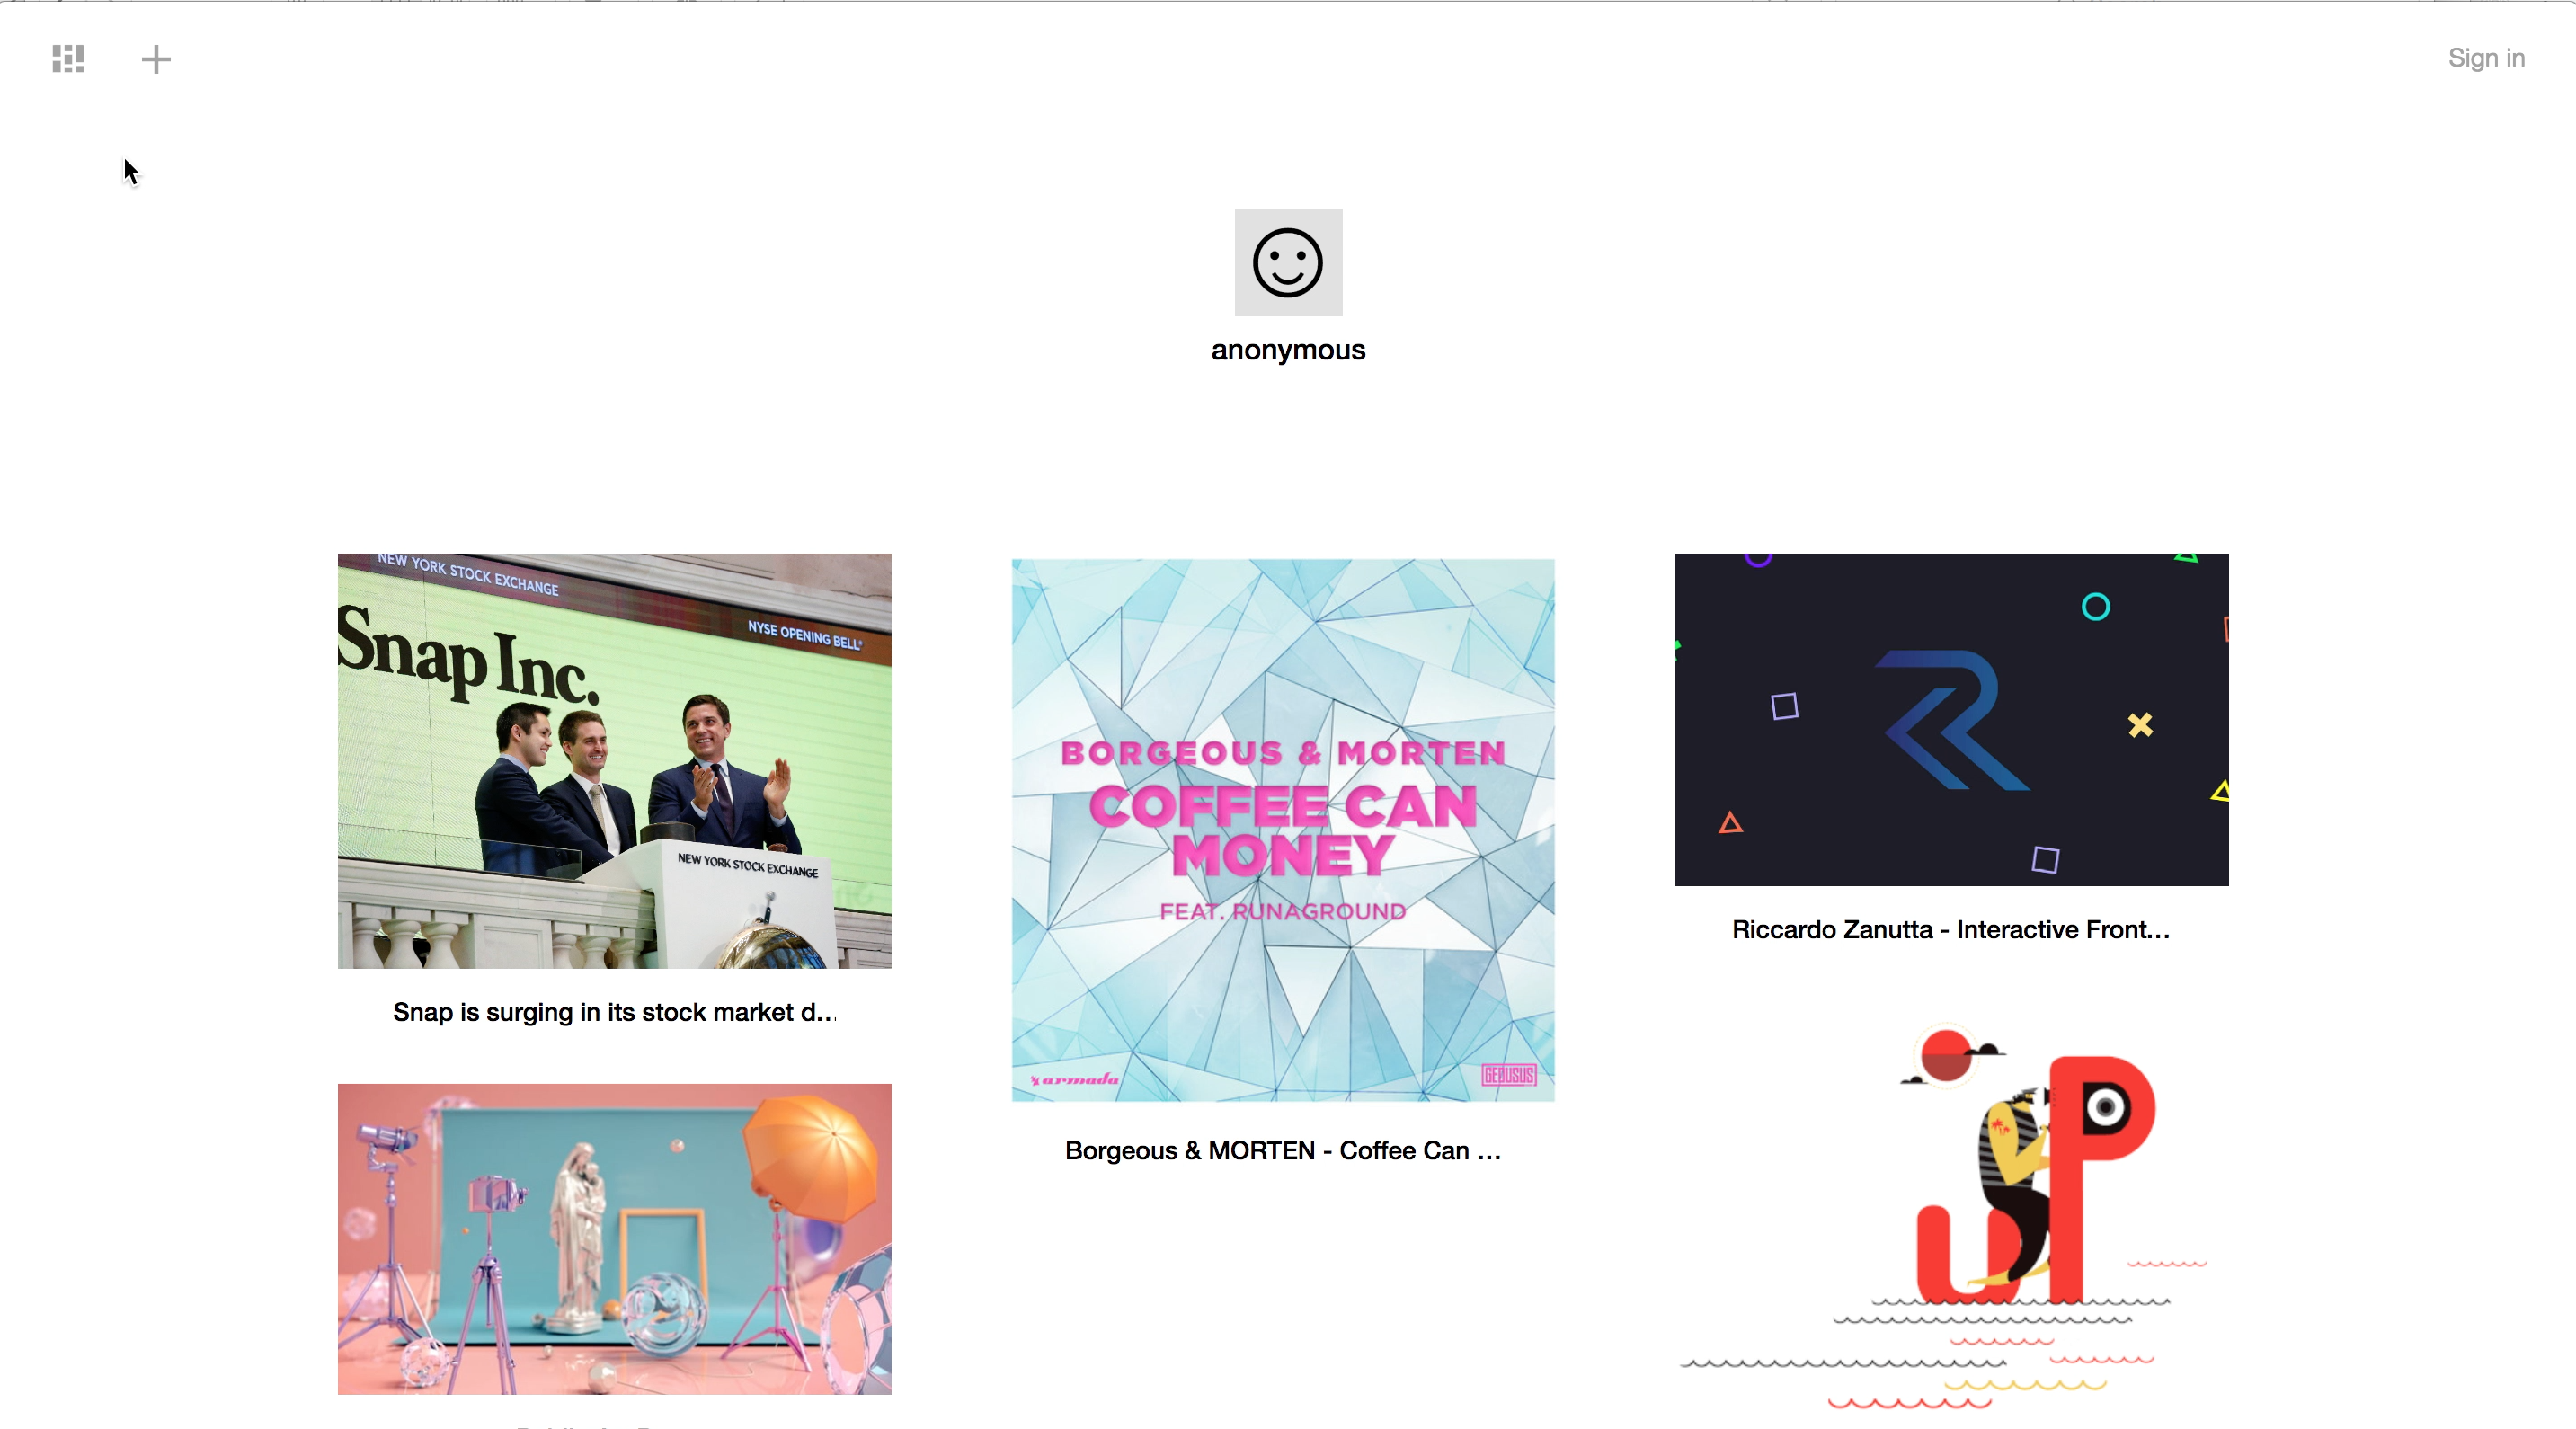 Sign in
anonymous
NEW YORK STOCK EXCHANGE
NYSE OPENING BELL
Snap Inc.
NEW YORK STOCK EXCHANGE
Snap is surging in its stock market d...
BORGEOUS & MORTEN
COFFEE CAN
MONEY
FEAT. RUNAGROUND
armada
GEOUSUS
Borgeous & MORTEN - Coffee Can ...
Riccardo Zanutta - Interactive Front...
UP